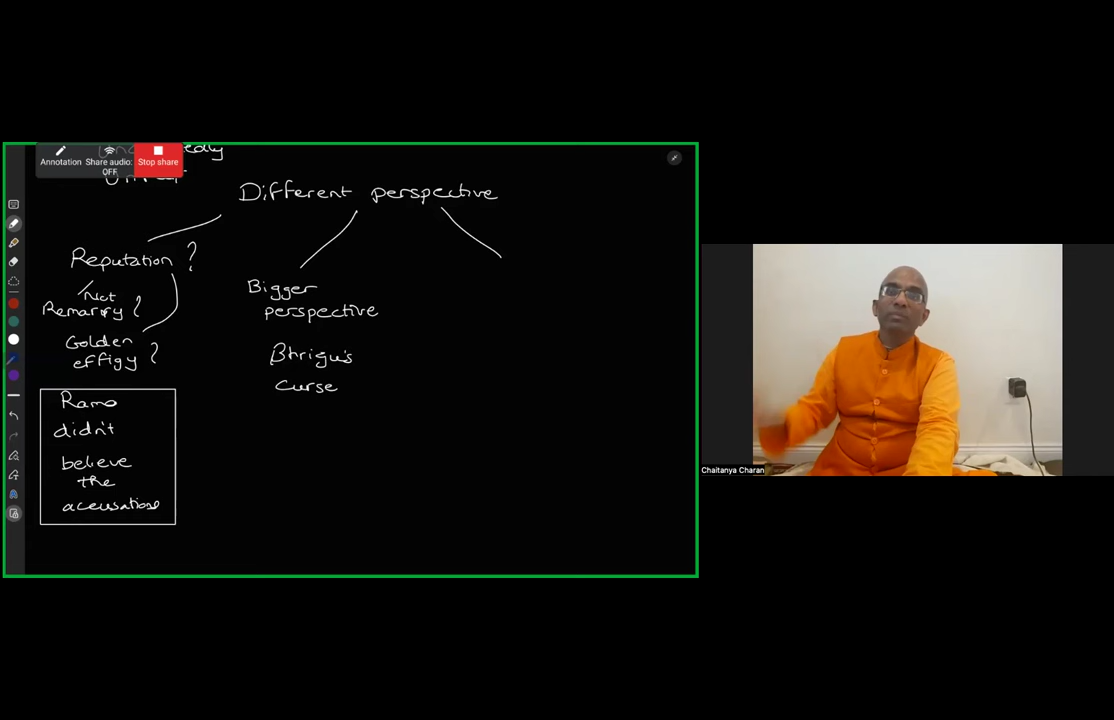 Annotation
Share audio:
OFF
Stop share
Different perspective
Reputation ?
Not
Remarry ?
Golden
effigy ?
Rama
didn't
believe
the
accusations
Bigger
perspective
Bhrigu's
Curse
Chaitanya Charan